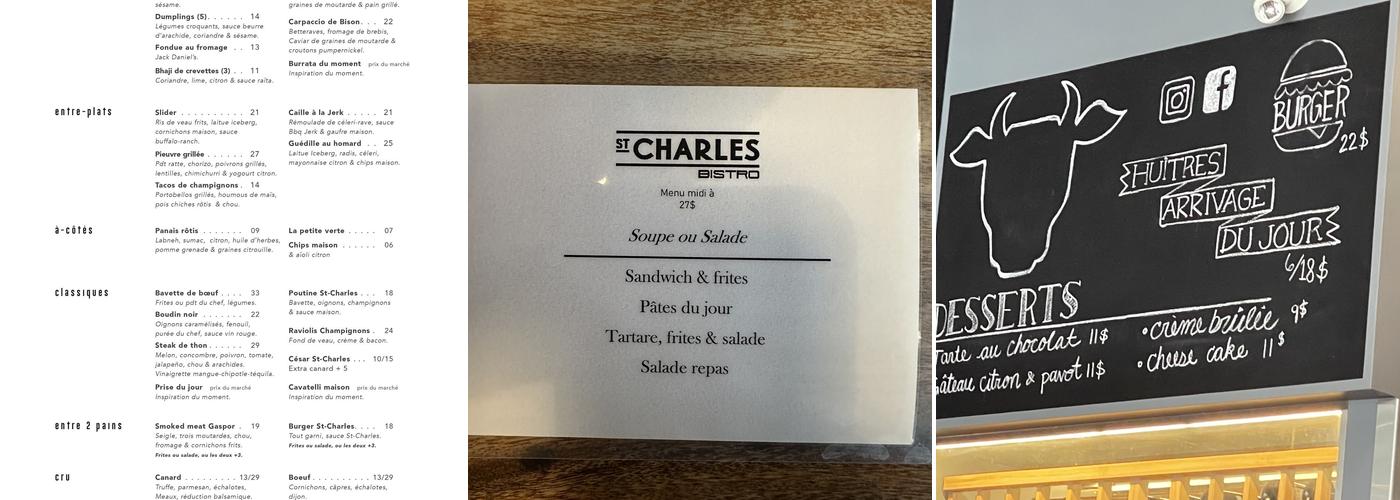 sésame.
Dumplings (5). . . . . . 14
Légumes croquants, sauce beurre
d'arachide, coriandre & sésame.
Fondue au fromage . . 13
Jack Daniel's.
Bhaji de crevettes (3) . . 11
Coriandre, lime, citron & sauce raïta.
graines de moutarde & pain grillé.
Carpaccio de Bison. . . 22
Betteraves, fromage de brebis,
Caviar de graines de moutarde &
croutons pumpernickel.
Burrata du moment prix du marché
Inspiration du moment.
entre-plats
Slider . . . . . . . . . . 21
Ris de veau frits, laitue iceberg,
cornichons maison, sauce
buffalo-ranch.
Pieuvre grillée . . . . . . 27
Pdt ratte, chorizo, poivrons grillés,
lentilles, chimichurri & yogourt citron.
Tacos de champignons . 14
Portobellos grillés, houmous de maïs,
pois chiches rôtis & chou.
Caille à la Jerk . . . . . 21
Rémoulade de céleri-rave, sauce
Bbq Jerk & gaufre maison.
Guédille au homard . . 25
Laitue Iceberg, radis, céleri,
mayonnaise citron & chips maison.
à-côtés
Panais rôtis . . . . . . 09
Labneh, sumac, citron, huile d'herbes,
pomme grenade & graines citrouille.
La petite verte . . . . . 07
Chips maison . . . . . . 06
& aïoli citron
classiques
Bavette de bœuf . . . . 33
Frites ou pdt du chef, légumes.
Boudin noir . . . . . . 22
Oignons caramélisés, fenouil,
purée du chef, sauce vin rouge.
Steak de thon . . . . . 29
Melon, concombre, poivron, tomate,
jalapeño, chou & arachides.
Vinaigrette mangue-chipotle-téquila.
Prise du jour prix du marché
Inspiration du moment.
Poutine St-Charles . . . 18
Bavette, oignons, champignons
& sauce maison.
Raviolis Champignons . 24
Fond de veau, crème & bacon.
César St-Charles . . . 10/15
Extra canard + 5
Cavatelli maison prix du marché
Inspiration du moment.
entre 2 pains
Smoked meat Gaspor . 19
Seigle, trois moutardes, chou,
fromage & cornichons frits.
Frites ou salade, ou les deux +3.
Burger St-Charles. . . . 18
Tout garni, sauce St-Charles.
Frites ou salade, ou les deux +3.
cru
Canard . . . . . . . . 13/29
Truffe, parmesan, échalotes,
Meaux, réduction balsamique.
Boeuf . . . . . . . . . . 13/29
Cornichons, câpres, échalotes,
dijon.
ST CHARLES
BISTRO
Menu midi à
27$
Soupe ou Salade
Sandwich & frites
Pâtes du jour
Tartare, frites & salade
Salade repas
f
BURGER
22$
HUÎTRES
ARRIVAGE
DU JOUR
6/18$
DESSERTS
Tarte au chocolat 11$
Gâteau citron & pavot 11$
• crème brûlée 9$
• cheese cake 11$